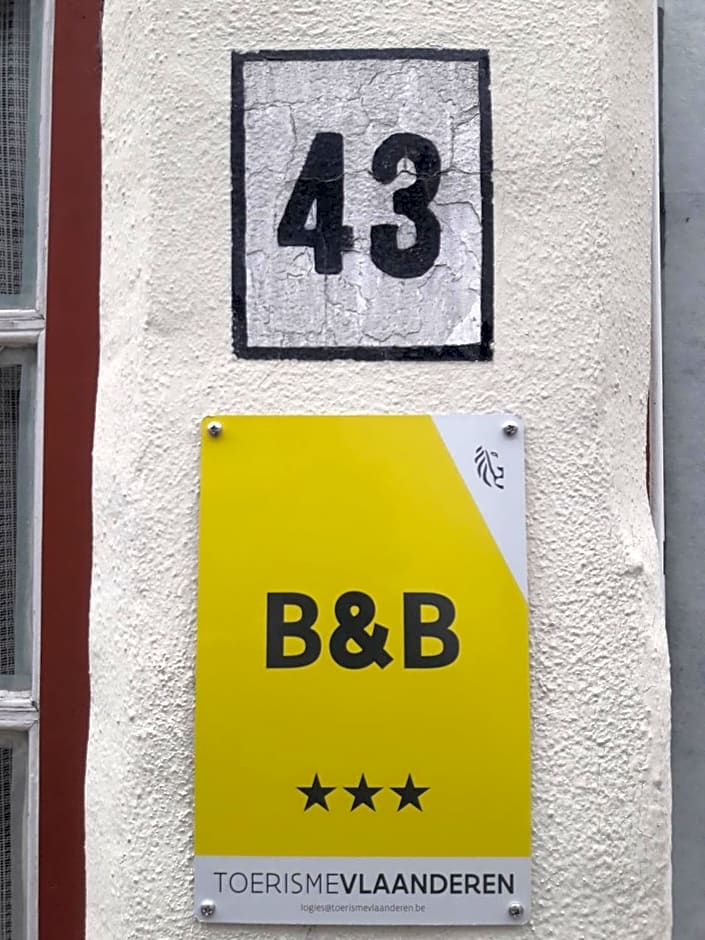 43
B&B
★★★
TOERISMEVLAANDEREN
logies@toerismevlaanderen.be